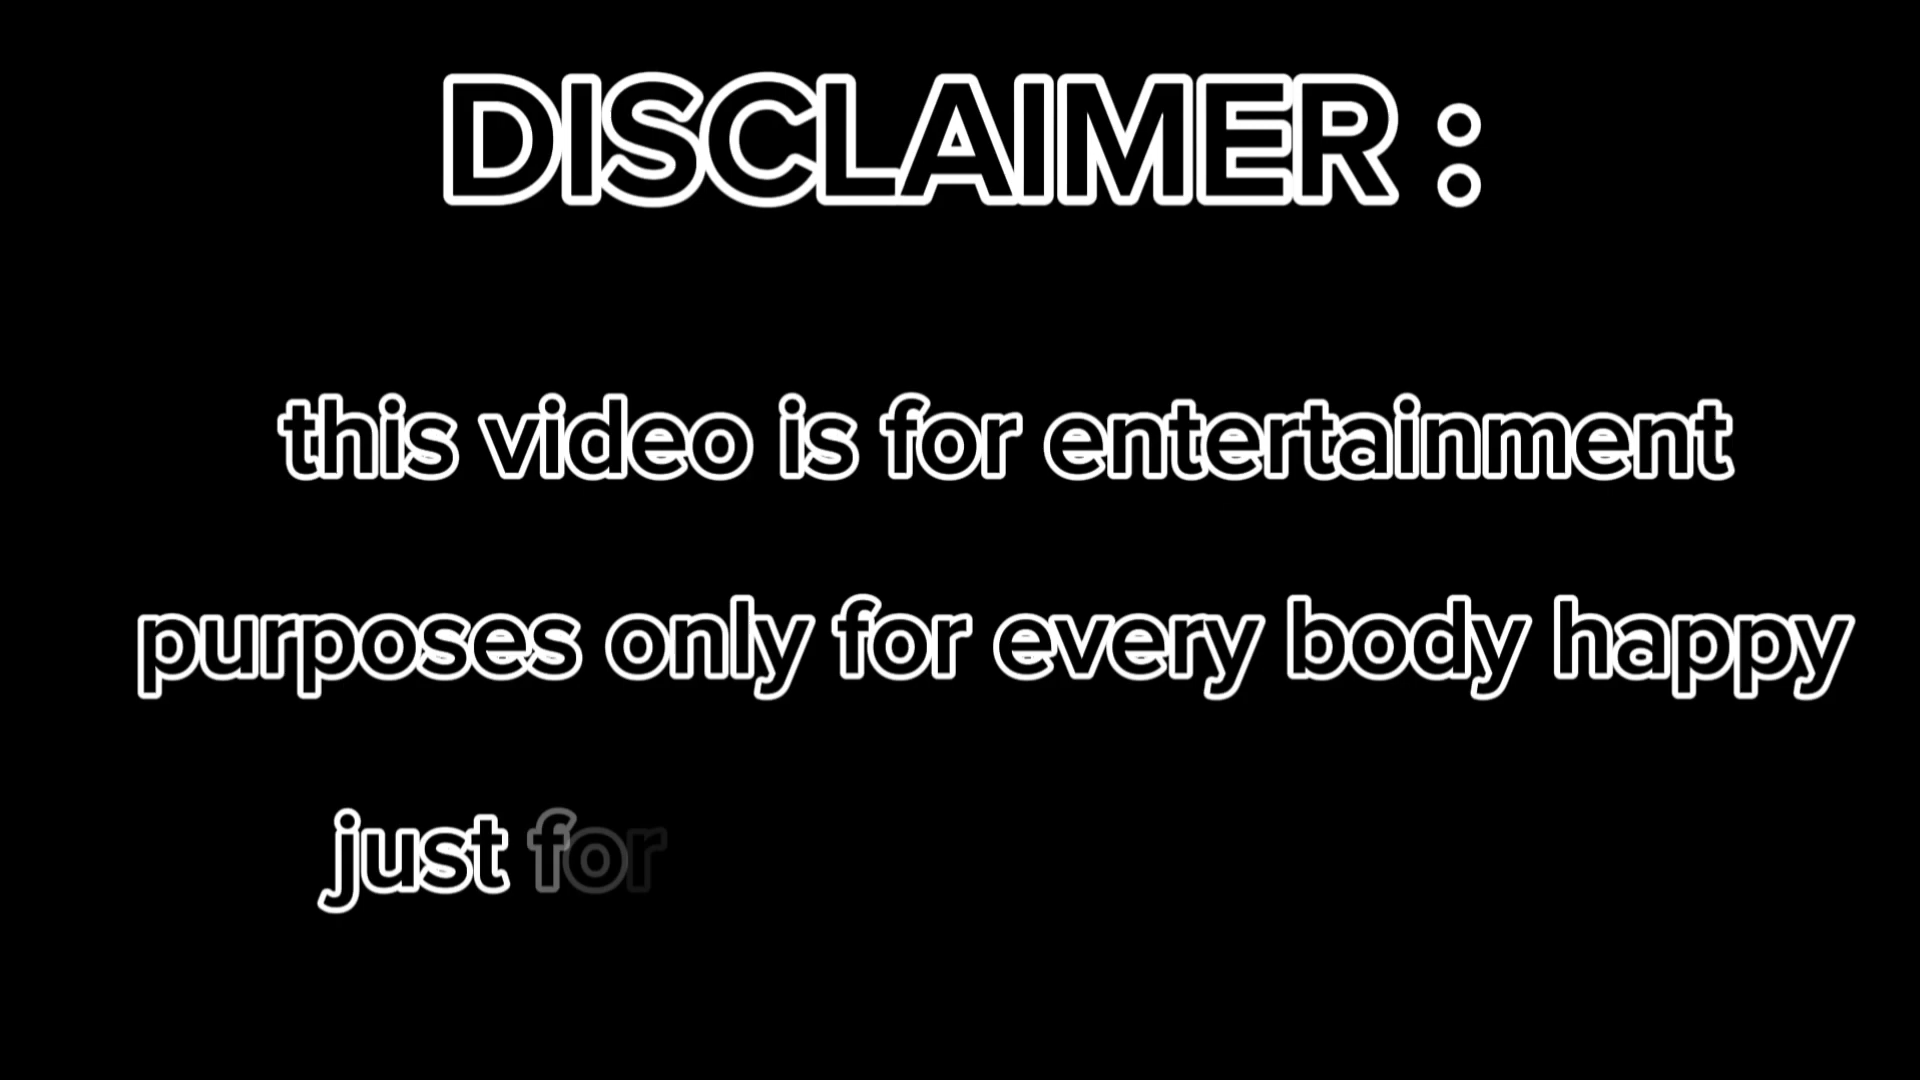 DISCLAIMER :
this video is for entertainment
purposes only for every body happy
just for